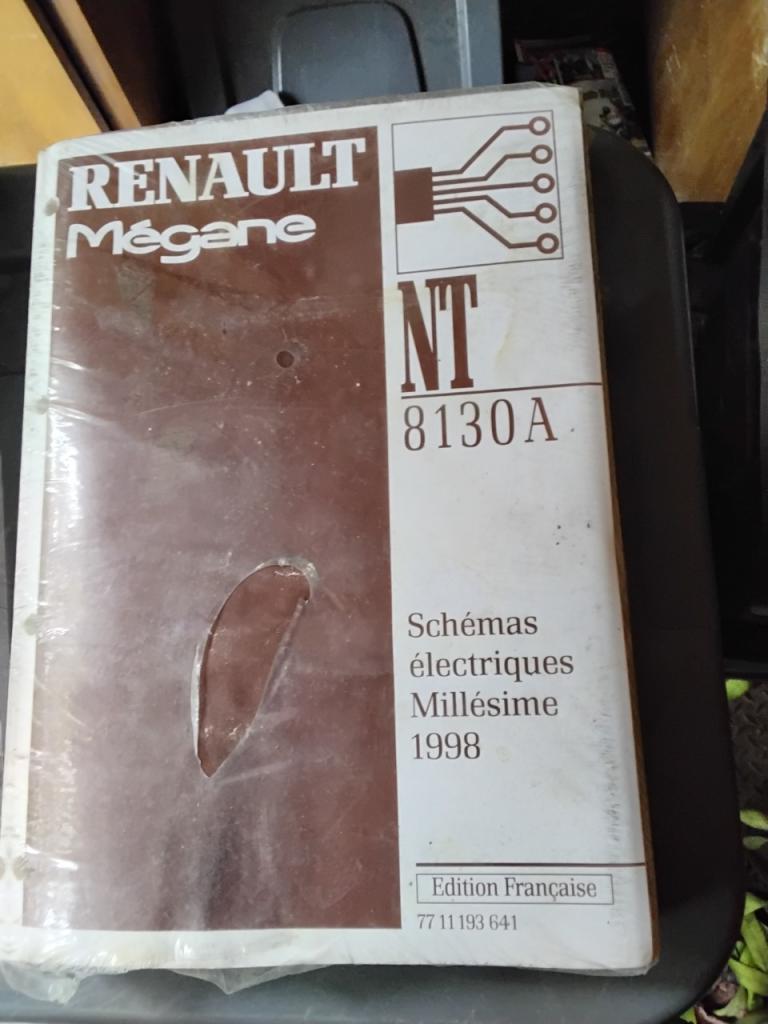 RENAULT
Mégane
NT
8130A
Schémas
électriques
Millésime
1998
Edition Française
77 11 193 641